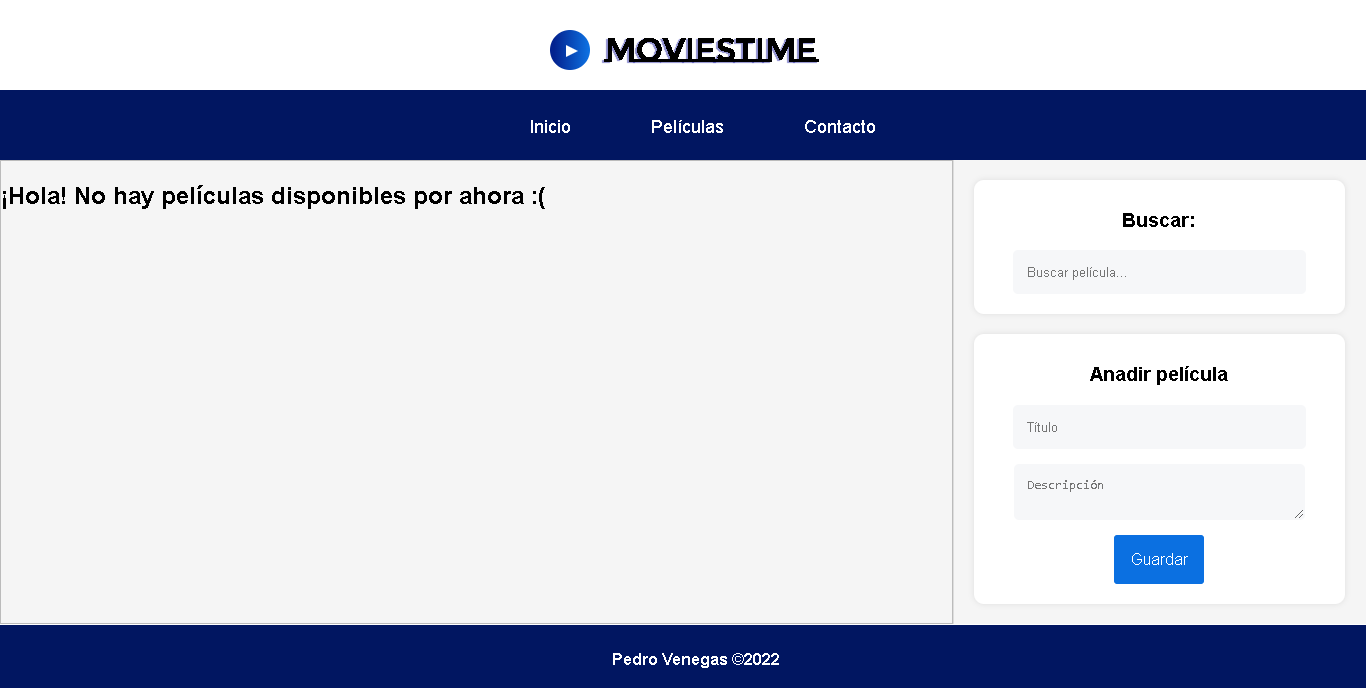 MOVIESTIME
Inicio Películas Contacto
¡Hola! No hay películas disponibles por ahora :(
Buscar:
Buscar película...
Anadir película
Título
Descripción
Guardar
Pedro Venegas ©2022